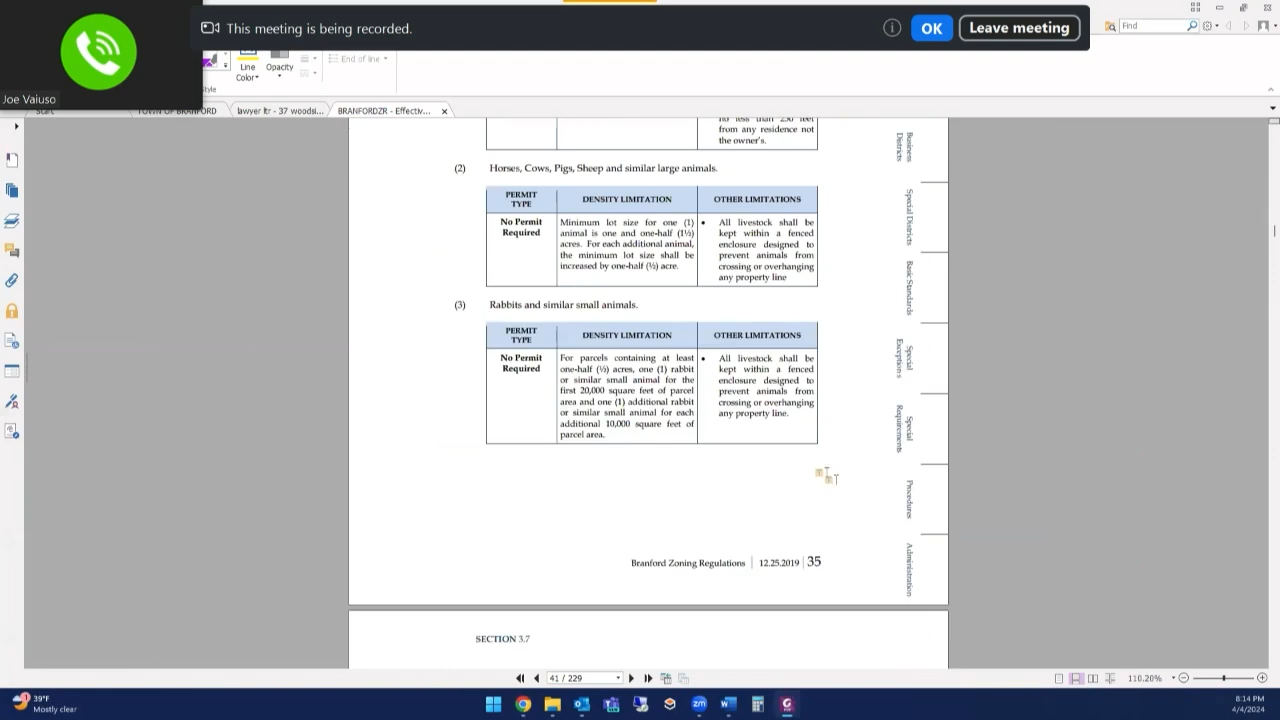 This meeting is being recorded.
OK
Leave meeting
Find
Line
Color
Opacity
End of line
Joe Vaiuso
Start
TOWN OF BRANFORD
lawyer ltr - 37 woodsi...
BRANFORDZR - Effectiv...
no less than 250 feet
from any residence not
the owner's.
(2) Horses, Cows, Pigs, Sheep and similar large animals.
PERMIT
TYPE
DENSITY LIMITATION
OTHER LIMITATIONS
No Permit
Required
Minimum lot size for one (1)
animal is one and one-half (1½)
acres. For each additional animal,
the minimum lot size shall be
increased by one-half (½) acre.
• All livestock shall be
kept within a fenced
enclosure designed to
prevent animals from
crossing or overhanging
any property line
(3) Rabbits and similar small animals.
PERMIT
TYPE
DENSITY LIMITATION
OTHER LIMITATIONS
No Permit
Required
For parcels containing at least
one-half (½) acres, one (1) rabbit
or similar small animal for the
first 20,000 square feet of parcel
area and one (1) additional rabbit
or similar small animal for each
additional 10,000 square feet of
parcel area.
• All livestock shall be
kept within a fenced
enclosure designed to
prevent animals from
crossing or overhanging
any property line.
Business
Districts
Special Districts
Basic Standards
Special
Exceptions
Special
Requirements
Procedures
Administration
Branford Zoning Regulations | 12.25.2019 | 35
SECTION 3.7
41 / 229
110.20%
39°F
Mostly clear
8:14 PM
4/4/2024